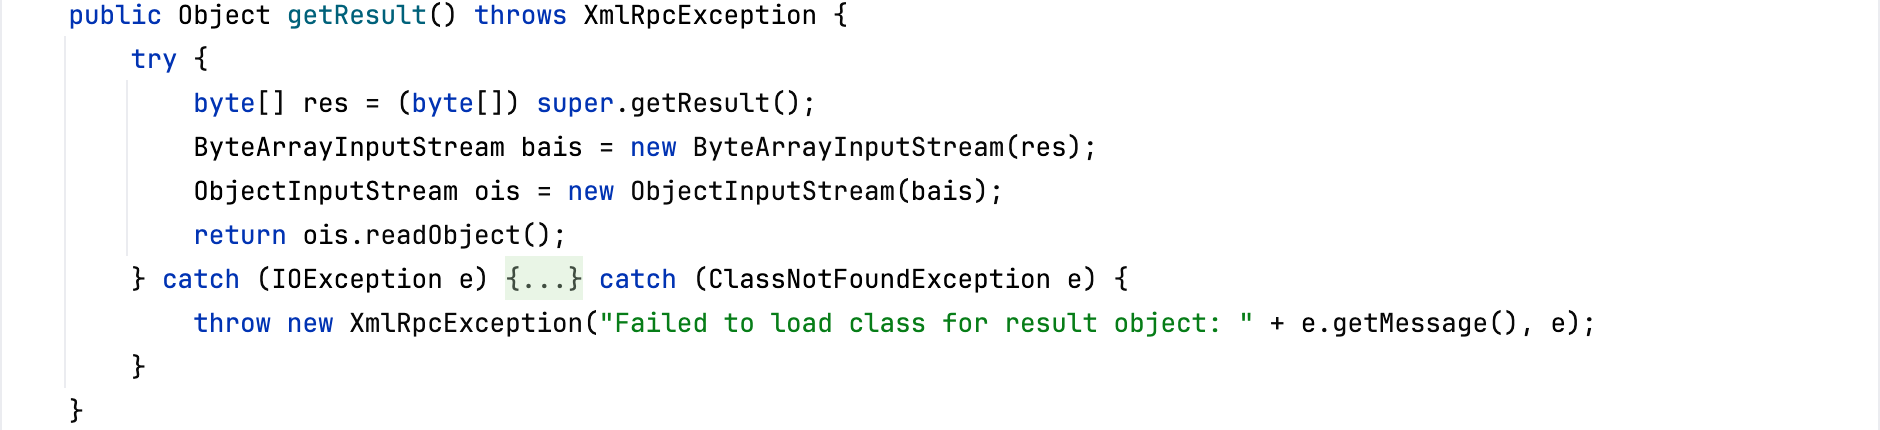 public Object getResult() throws XmlRpcException {
    try {
        byte[] res = (byte[]) super.getResult();
        ByteArrayInputStream bais = new ByteArrayInputStream(res);
        ObjectInputStream ois = new ObjectInputStream(bais);
        return ois.readObject();
    } catch (IOException e) {...} catch (ClassNotFoundException e) {
        throw new XmlRpcException("Failed to load class for result object: " + e.getMessage(), e);
    }
}